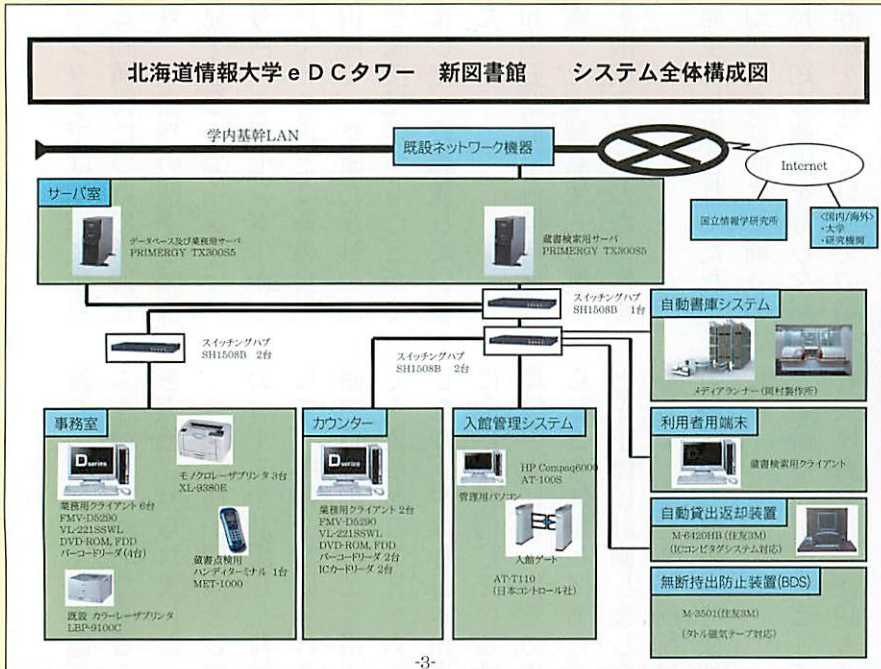 北海道情報大学eDCタワー　新図書館　　システム全体構成図
学内基幹LAN
既設ネットワーク機器
Internet
国立情報学研究所
<国内/海外>
・大学
・研究機関
サーバ室
データベース及び業務用サーバ
PRIMERGY TX300S5
蔵書検索用サーバ
PRIMERGY TX300S5
スイッチングハブ
SH1508B　1台
スイッチングハブ
SH1508B　2台
スイッチングハブ
SH1508B　2台
自動書庫システム
メディアランナー(岡村製作所)
事務室
Dseries
業務用クライアント 6台
FMV-D5290
VL-221SSWL
DVD-ROM, FDD
バーコードリーダ(4台)
モノクロレーザプリンタ 3台
XL-9380E
蔵書点検用
ハンディターミナル 1台
MET-1000
既設 カラーレーザプリンタ
LBP-9100C
カウンター
Dseries
業務用クライアント 2台
FMV-D5290
VL-221SSWL
DVD-ROM, FDD
バーコードリーダ 2台
ICカードリーダ 2台
入館管理システム
HP Compaq6000
AT-100S
管理用パソコン
入館ゲート
AT-T110
(日本コントロール社)
利用者用端末
蔵書検索用クライアント
自動貸出返却装置
M-6420HB(住友3M)
(ICコンビタグシステム対応)
無断持出防止装置(BDS)
M-3501(住友3M)
(タトル磁気テープ対応)
-3-